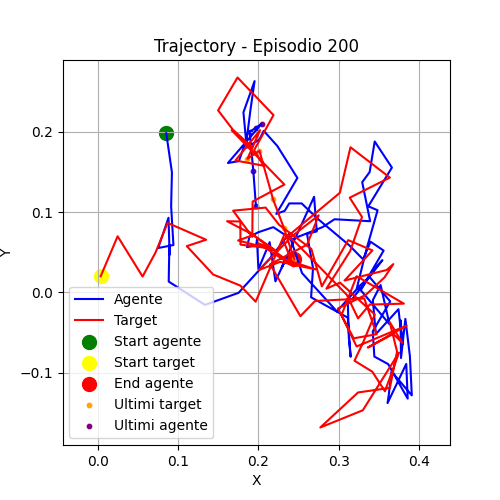 Trajectory - Episodio 200
Y
0.2
0.1
0.0
−0.1
Agente
Target
Start agente
Start target
End agente
Ultimi target
Ultimi agente
0.0 0.1 0.2 0.3 0.4
X